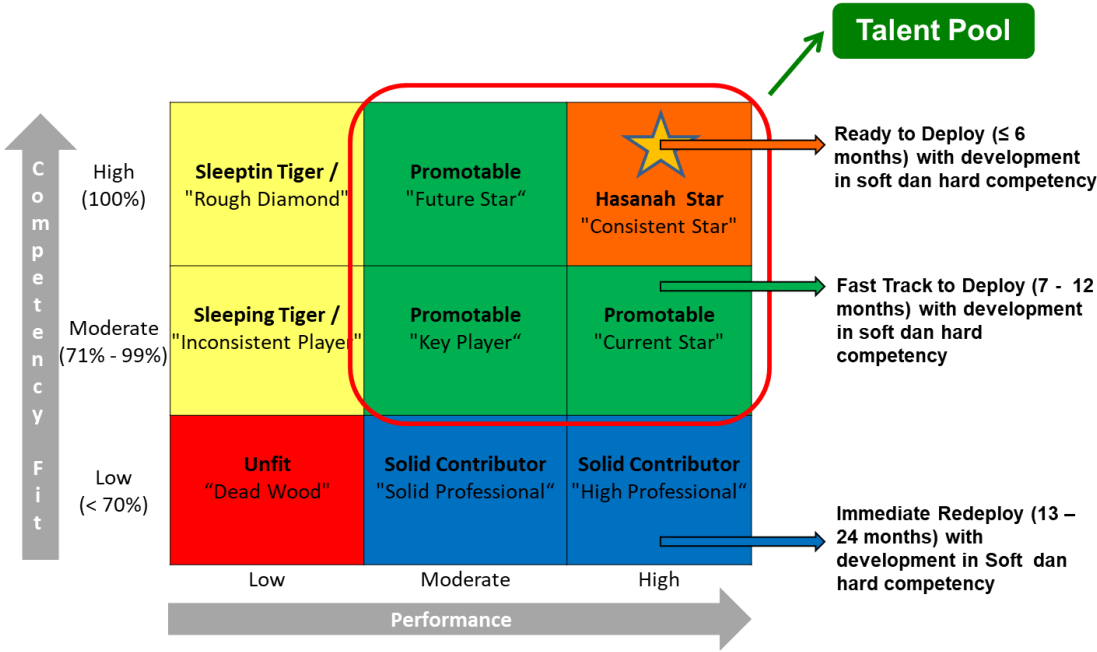 Talent Pool
Competency Fit
High
(100%)
Sleeptin Tiger /
"Rough Diamond"
Promotable
"Future Star“
Hasanah Star
"Consistent Star"
Ready to Deploy (≤ 6
months) with development
in soft dan hard competency
Moderate
(71% - 99%)
Sleeping Tiger /
"Inconsistent Player"
Promotable
"Key Player“
Promotable
"Current Star"
Fast Track to Deploy (7 - 12
months) with development
in soft dan hard
competency
Low
(< 70%)
Unfit
“Dead Wood"
Solid Contributor
"Solid Professional“
Solid Contributor
"High Professional“
Immediate Redeploy (13 –
24 months) with
development in Soft dan
hard competency
Low
Moderate
High
Performance